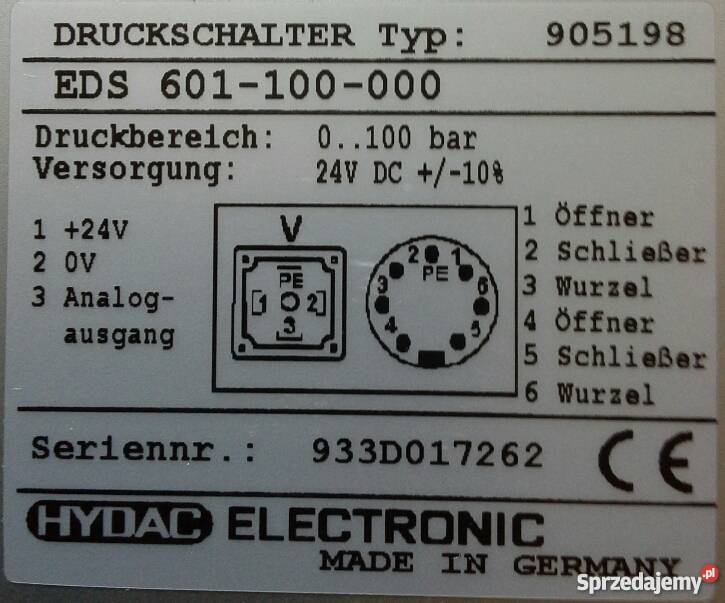 DRUCKSCHALTER Typ: 905198
EDS 601-100-000
Druckbereich: 0..100 bar
Versorgung: 24V DC +/-10%
1 +24V
2 0V
3 Analog-
ausgang
V
PE
1 2
3
2 1
PE
3 6
4 5
1 Öffner
2 Schließer
3 Wurzel
4 Öffner
5 Schließer
6 Wurzel
Seriennr.: 933D017262 CE
HYDAC ELECTRONIC
MADE IN GERMANY
Sprzedajemy.pl